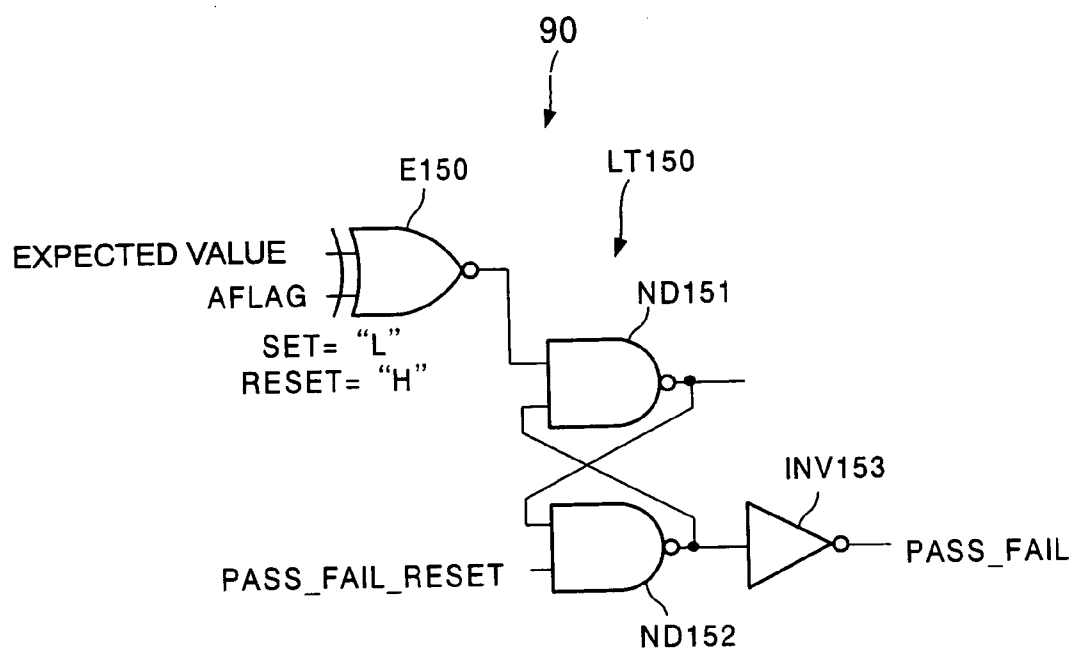 90
LT150
E150
EXPECTED VALUE
AFLAG
SET= “L”
RESET= “H”
ND151
INV153
PASS_FAIL
PASS_FAIL_RESET
ND152